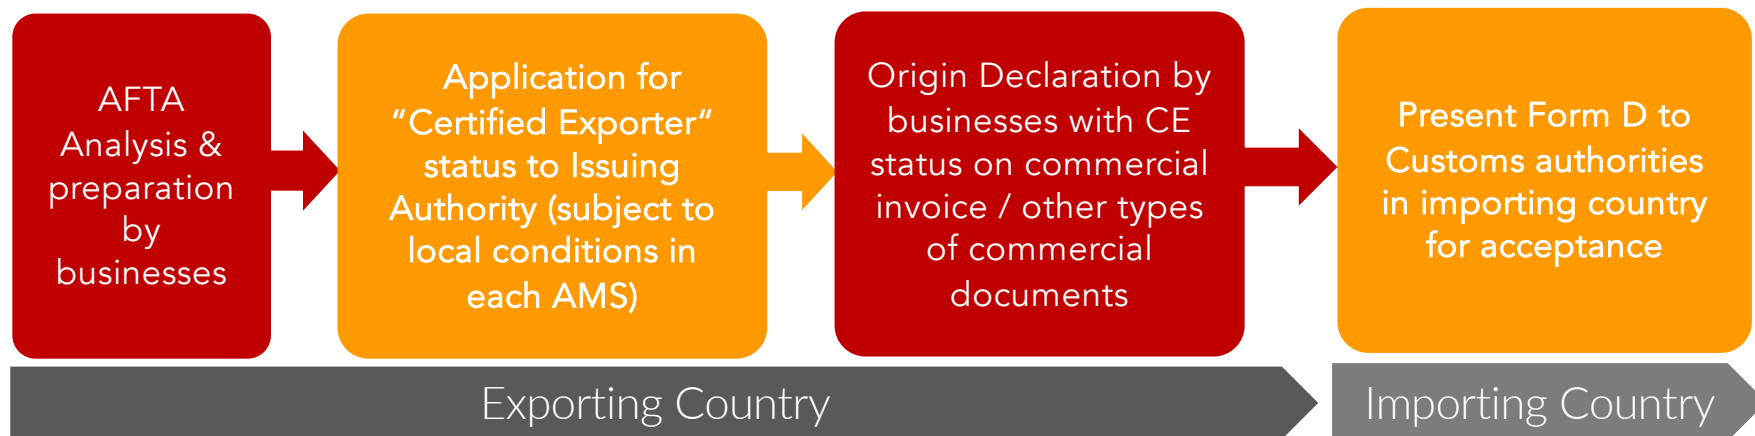 AFTA
Analysis &
preparation
by
businesses
Application for
“Certified Exporter“
status to Issuing
Authority (subject to
local conditions in
each AMS)
Origin Declaration by
businesses with CE
status on commercial
invoice / other types
of commercial
documents
Present Form D to
Customs authorities
in importing country
for acceptance
Exporting Country
Importing Country